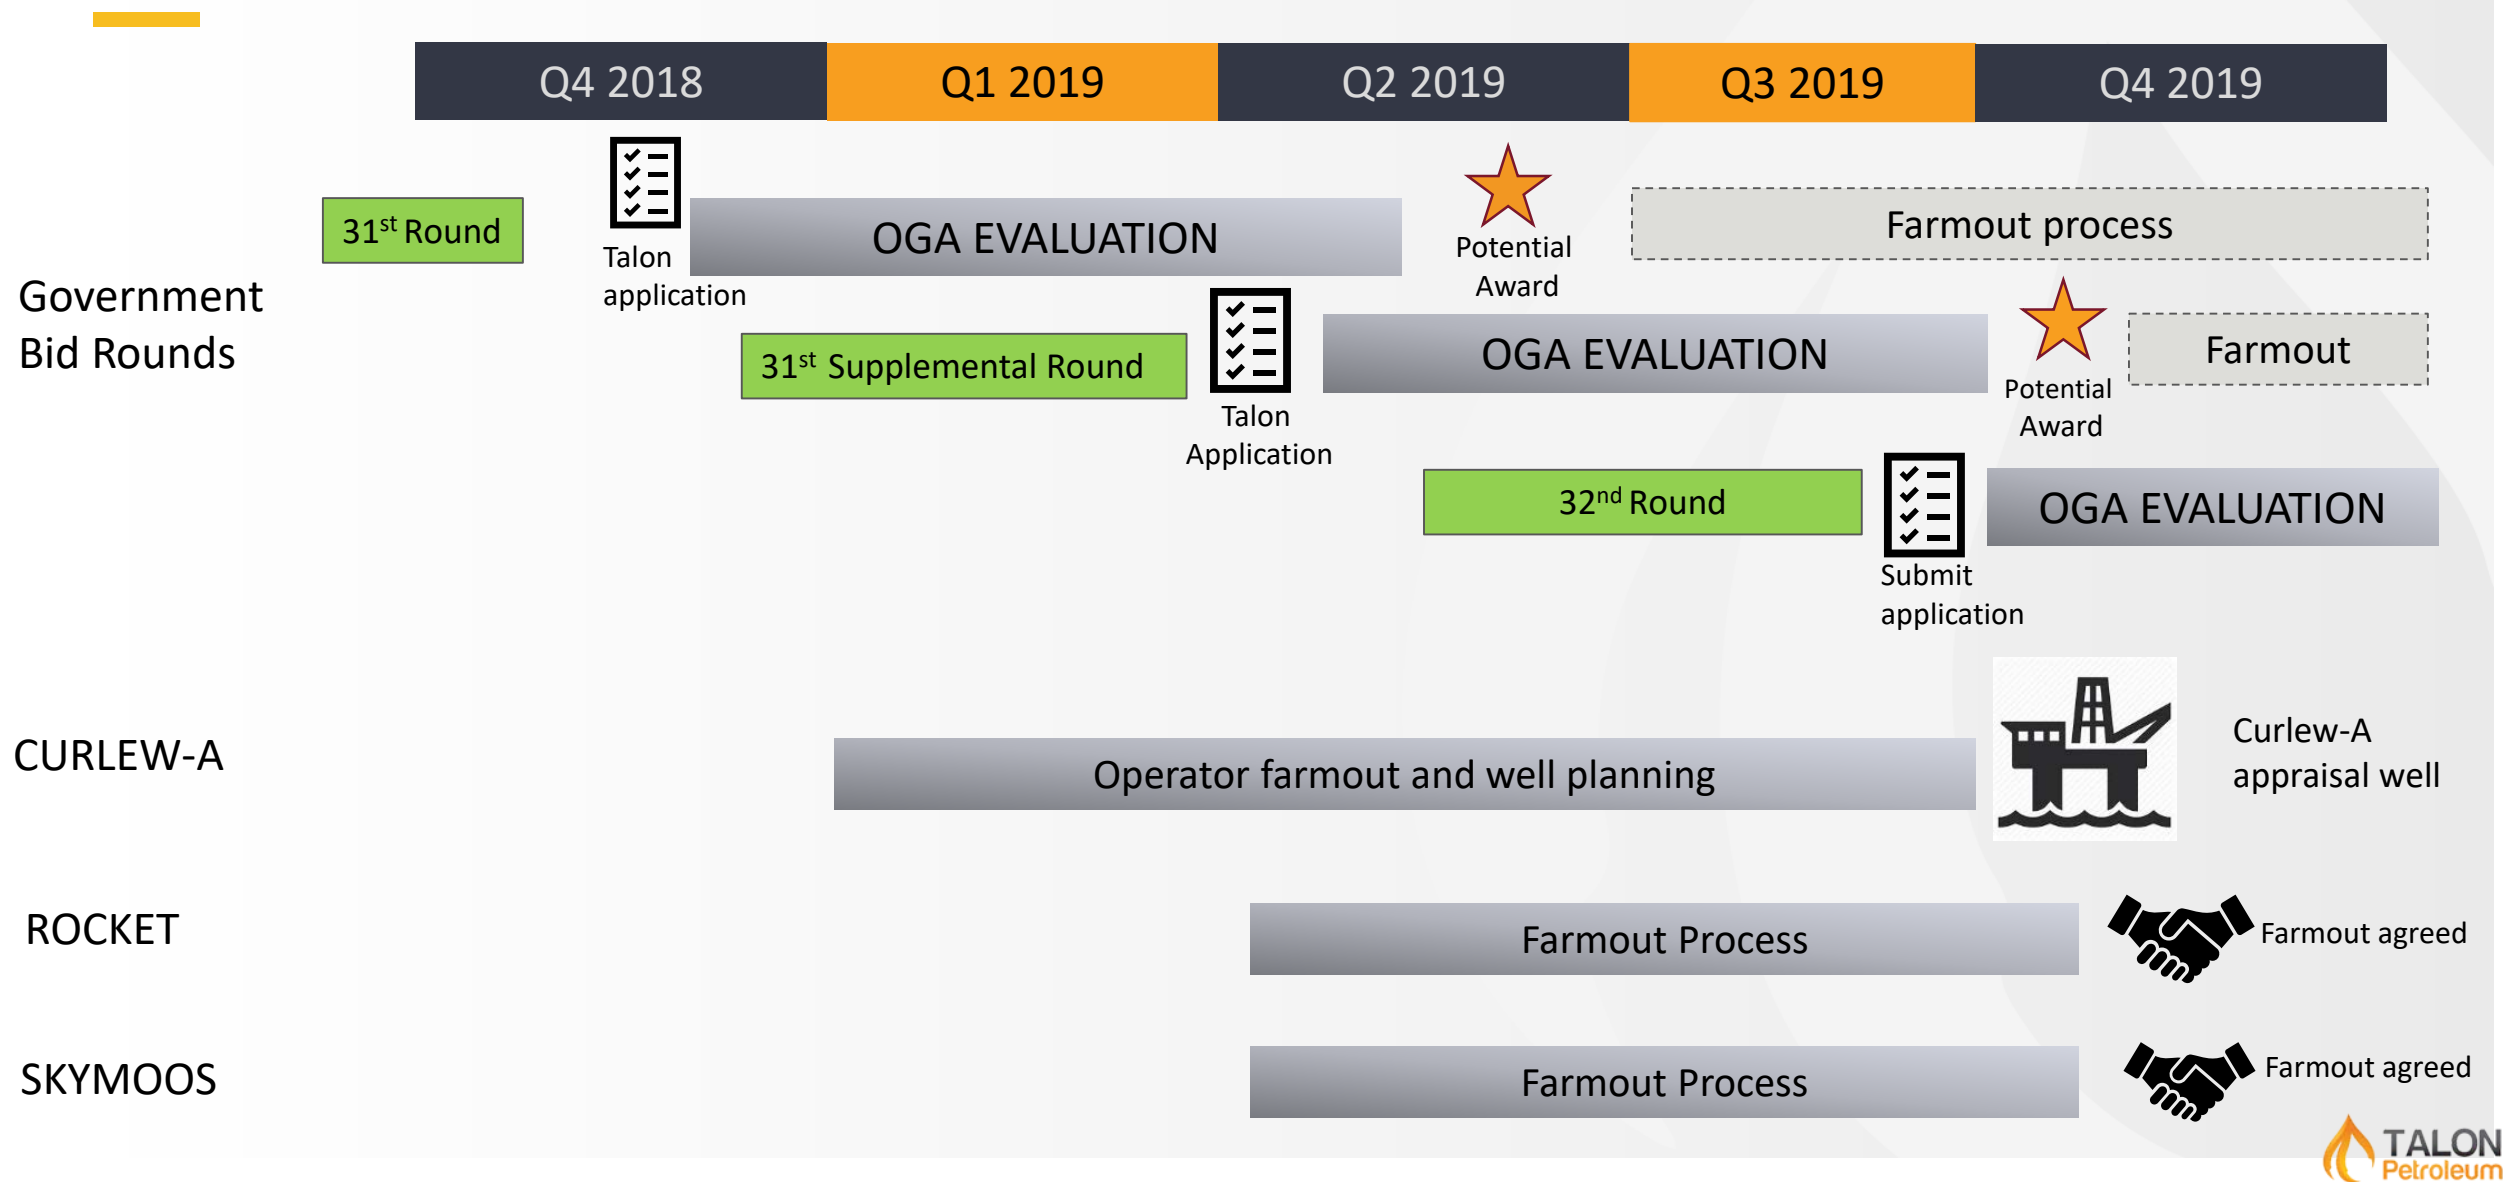 Q4 2018
Q1 2019
Q2 2019
Q3 2019
Q4 2019
Government
Bid Rounds
31st Round
Talon
application
OGA EVALUATION
Potential
Award
Farmout process
31st Supplemental Round
Talon
Application
OGA EVALUATION
Potential
Award
Farmout
32nd Round
Submit
application
OGA EVALUATION
CURLEW-A
Operator farmout and well planning
Curlew-A
appraisal well
ROCKET
Farmout Process
Farmout agreed
SKYMOOS
Farmout Process
Farmout agreed
TALON
Petroleum